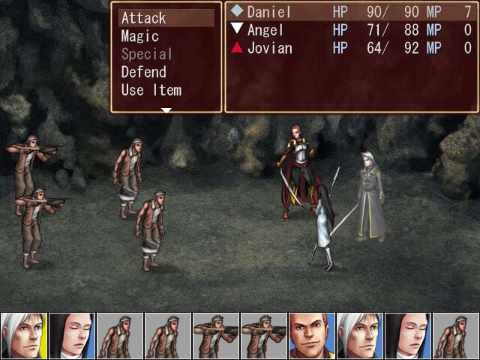 Attack
Magic
Special
Defend
Use Item
Daniel HP 90/ 90 MP 7
Angel HP 71/ 88 MP 0
Jovian HP 64/ 92 MP 0